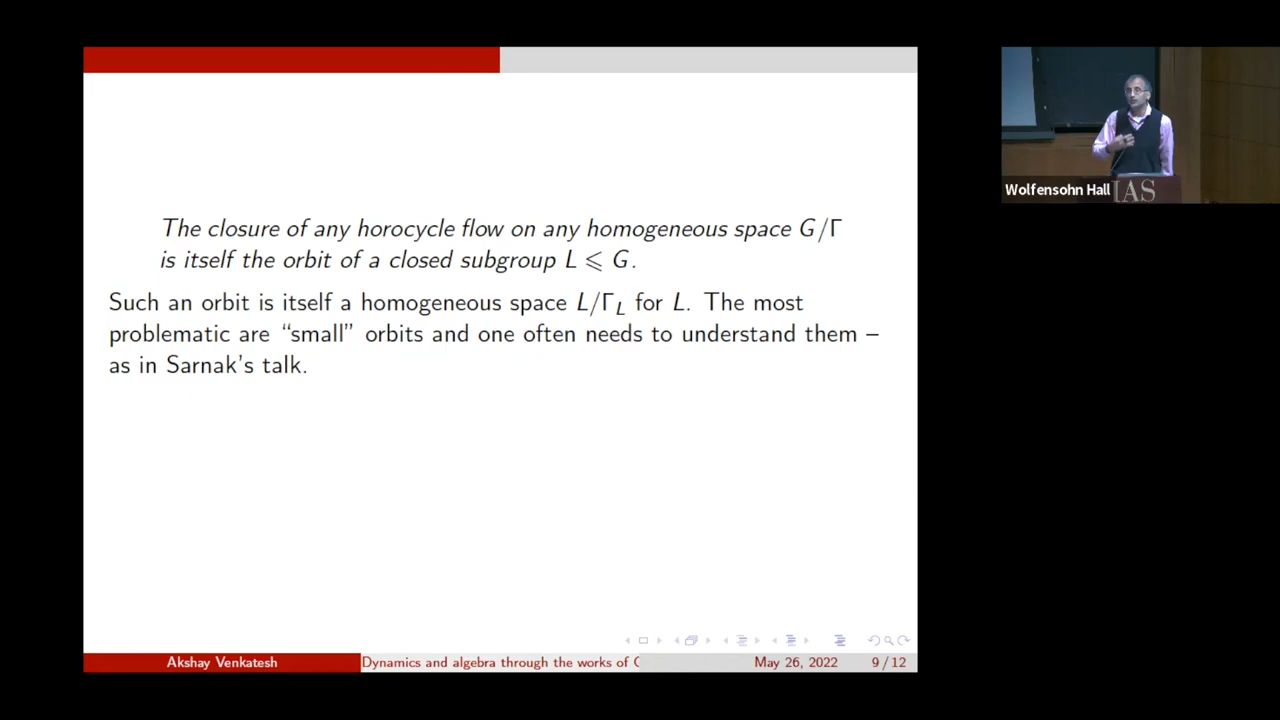 The closure of any horocycle flow on any homogeneous space G/Γ
is itself the orbit of a closed subgroup L ⩽ G.
Such an orbit is itself a homogeneous space L/Γ_L for L. The most
problematic are “small” orbits and one often needs to understand them –
as in Sarnak’s talk.
Akshay Venkatesh
Dynamics and algebra through the works of
May 26, 2022
9 / 12
Wolfensohn Hall
IAS